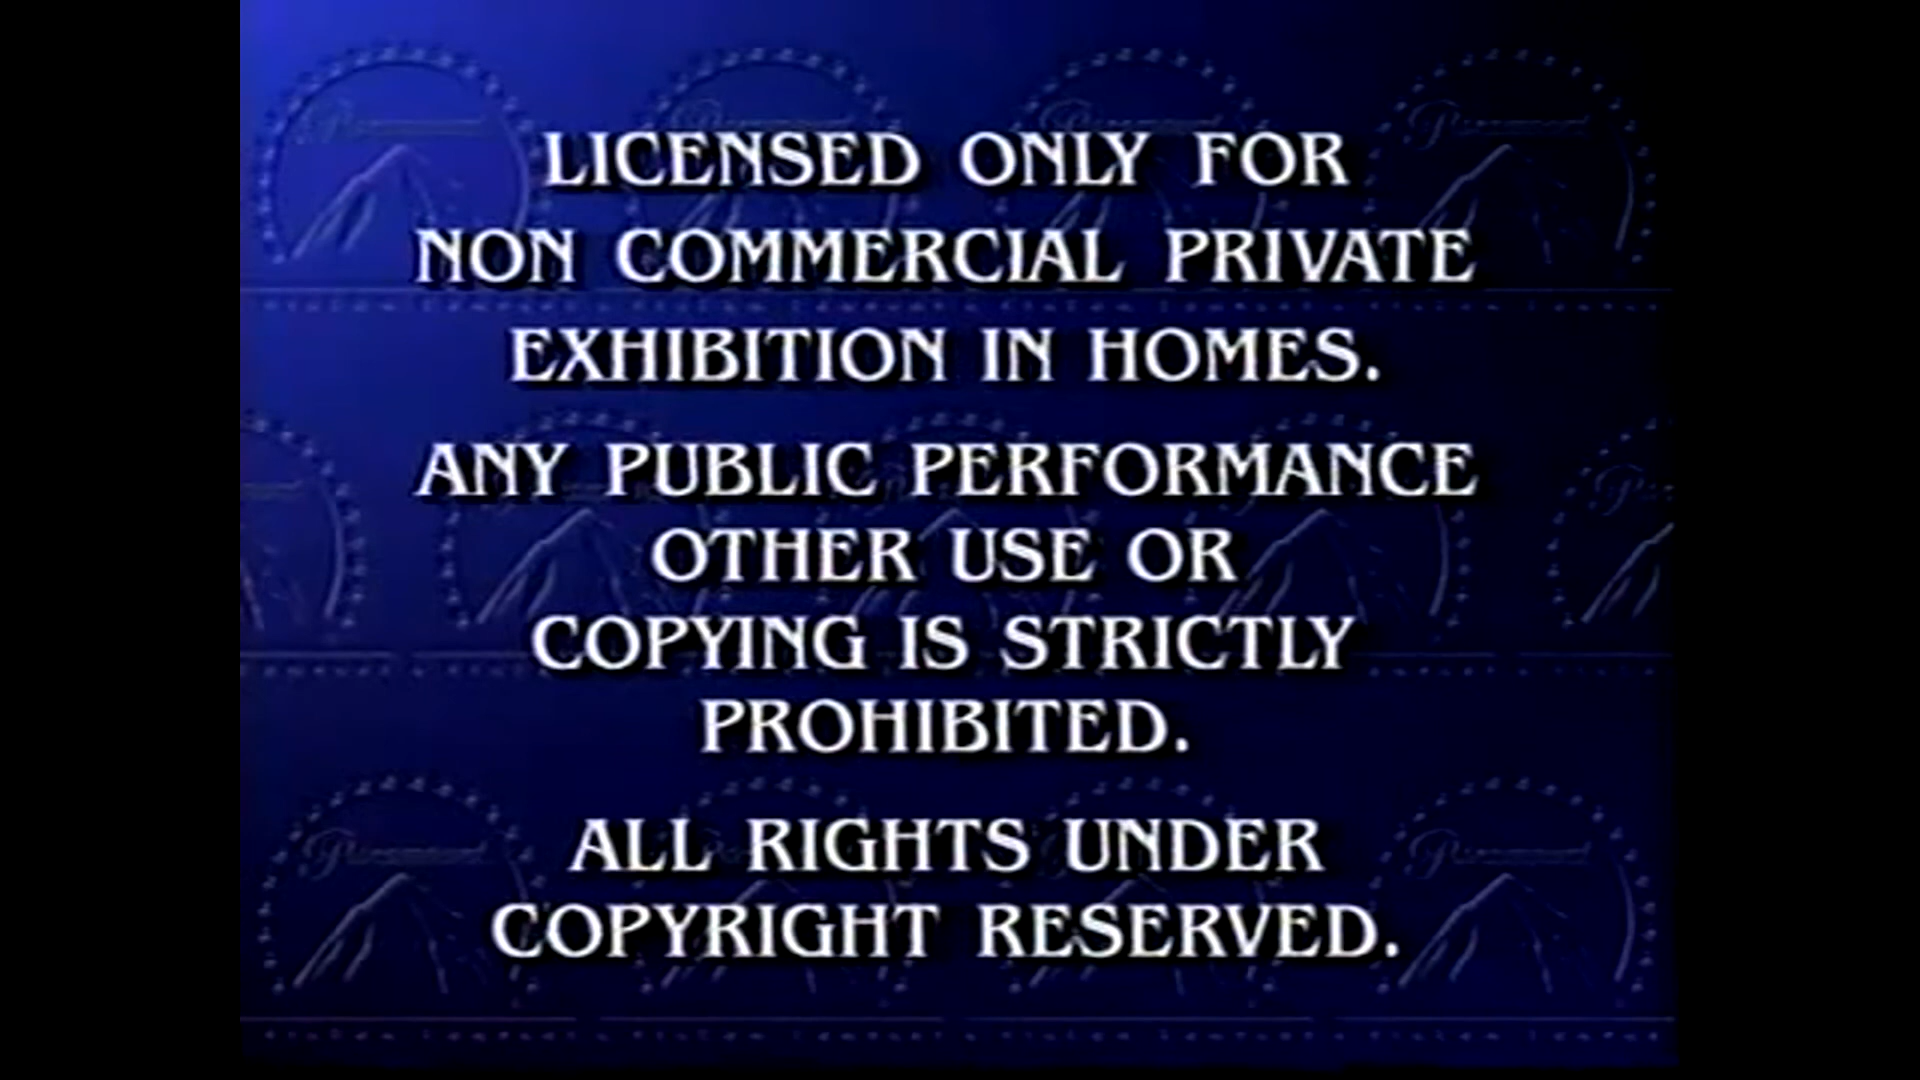 LICENSED ONLY FOR
NON COMMERCIAL PRIVATE
EXHIBITION IN HOMES.
ANY PUBLIC PERFORMANCE
OTHER USE OR
COPYING IS STRICTLY
PROHIBITED.
ALL RIGHTS UNDER
COPYRIGHT RESERVED.